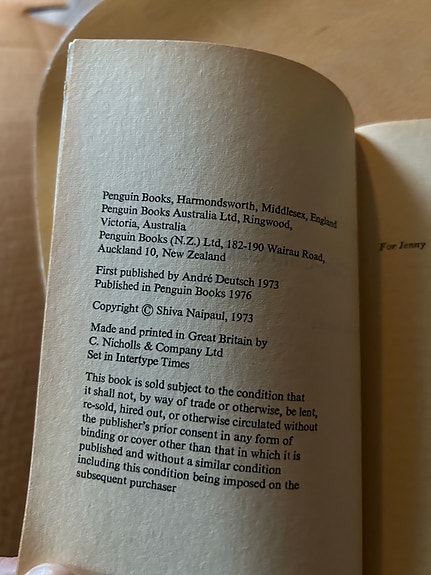 Penguin Books, Harmondsworth, Middlesex, England
Penguin Books Australia Ltd, Ringwood,
Victoria, Australia
Penguin Books (N.Z.) Ltd, 182-190 Wairau Road,
Auckland 10, New Zealand
First published by André Deutsch 1973
Published in Penguin Books 1976
Copyright © Shiva Naipaul, 1973
Made and printed in Great Britain by
C. Nicholls & Company Ltd
Set in Intertype Times
This book is sold subject to the condition that
it shall not, by way of trade or otherwise, be lent,
re-sold, hired out, or otherwise circulated without
the publisher's prior consent in any form of
binding or cover other than that in which it is
published and without a similar condition
including this condition being imposed on the
subsequent purchaser
For Jenny